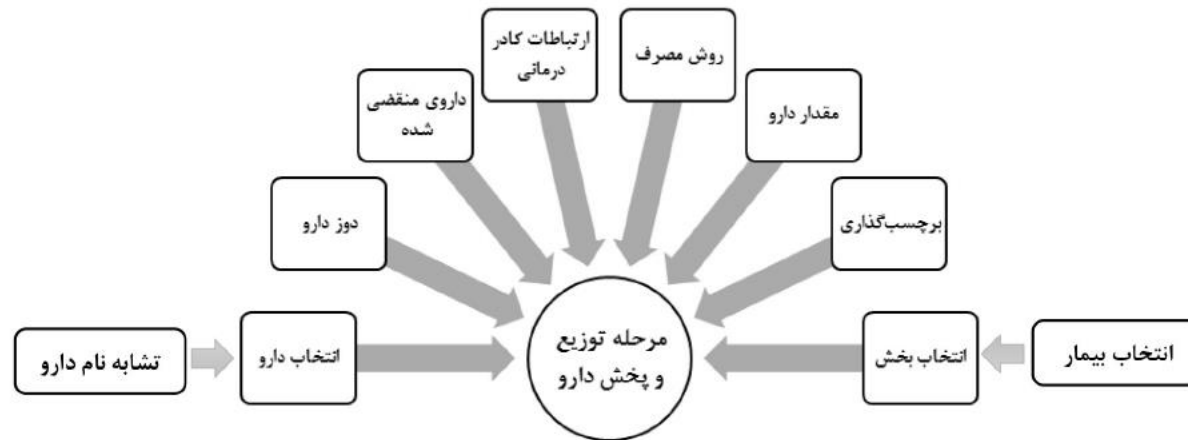 ارتباطات کادر
درمانی
روش مصرف
داروی منقضی
شده
مقدار دارو
دوز دارو
برچسب‌گذاری
تشابه نام دارو
انتخاب دارو
مرحله توزیع
و پخش دارو
انتخاب بخش
انتخاب بیمار